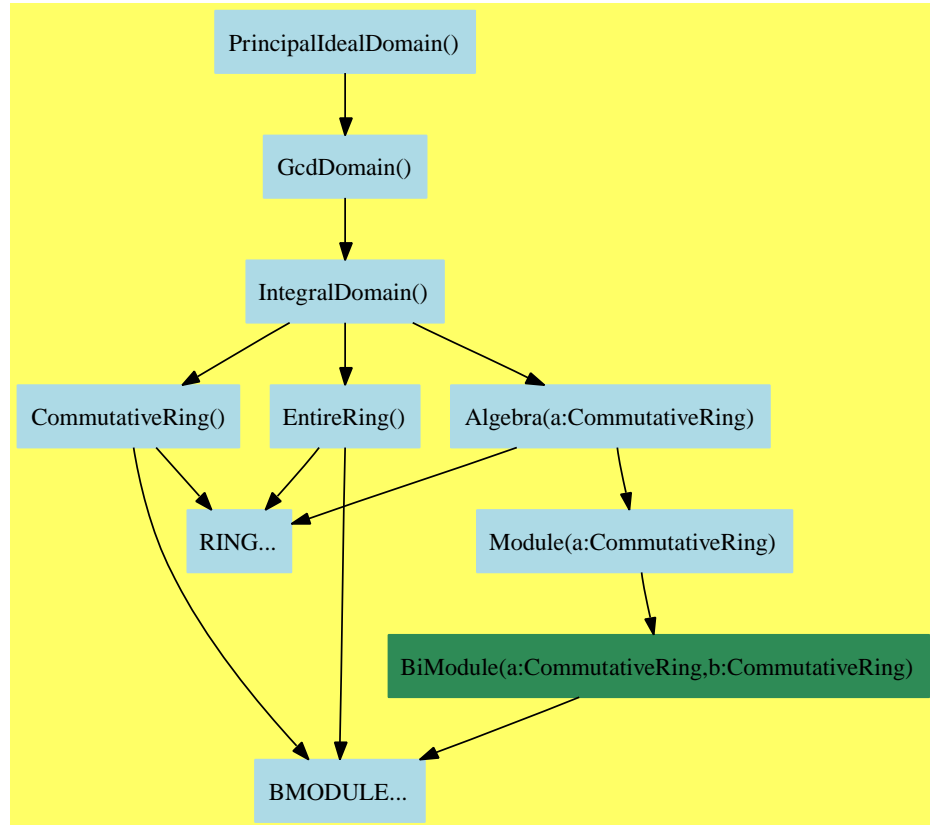 PrincipalIdealDomain()
GcdDomain()
IntegralDomain()
CommutativeRing()
EntireRing()
Algebra(a:CommutativeRing)
RING...
Module(a:CommutativeRing)
BiModule(a:CommutativeRing,b:CommutativeRing)
BMODULE...